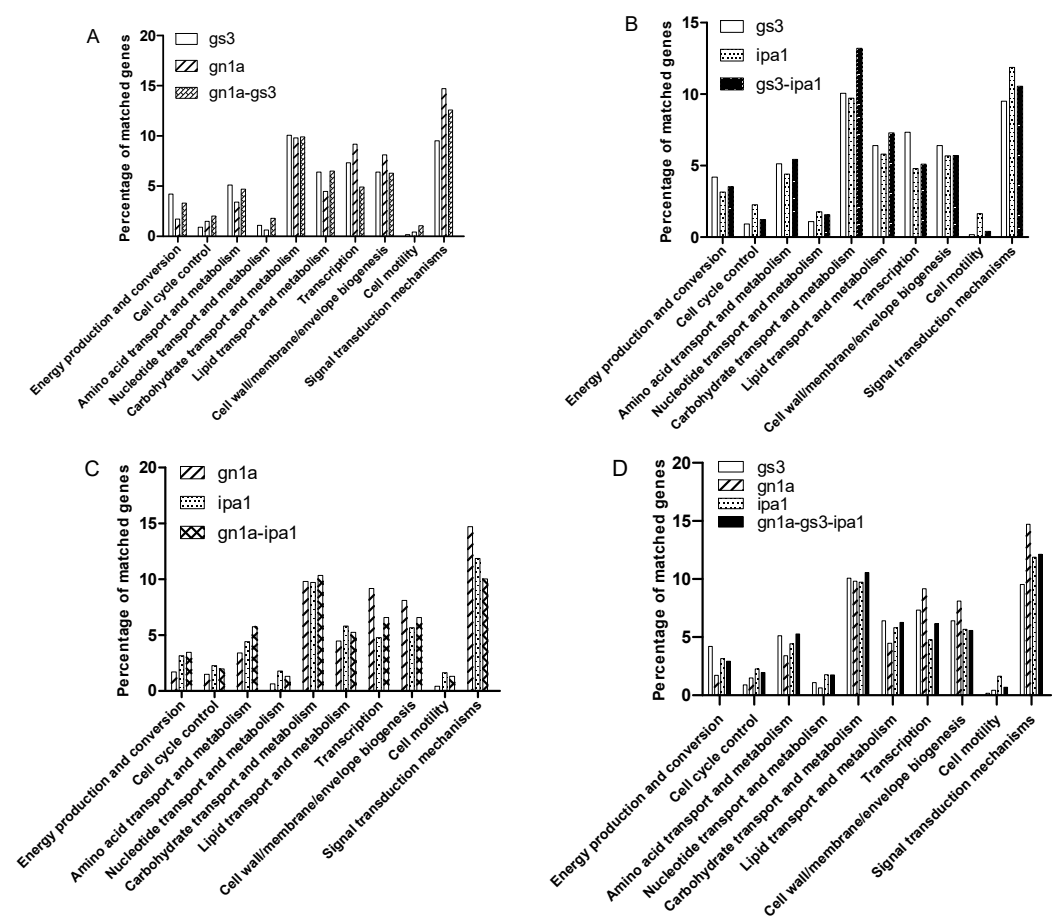 A
Percentage of matched genes
20
15
10
5
0
gs3
gn1a
gn1a-gs3
Energy production and conversion
Cell cycle control
Amino acid transport and metabolism
Nucleotide transport and metabolism
Carbohydrate transport and metabolism
Lipid transport and metabolism
Transcription
Cell wall/membrane/envelope biogenesis
Cell motility
Signal transduction mechanisms
B
Percentage of matched genes
15
10
5
0
gs3
ipa1
gs3-ipa1
Energy production and conversion
Cell cycle control
Amino acid transport and metabolism
Nucleotide transport and metabolism
Carbohydrate transport and metabolism
Lipid transport and metabolism
Transcription
Cell wall/membrane/envelope biogenesis
Cell motility
Signal transduction mechanisms
C
Percentage of matched genes
20
15
10
5
0
gn1a
ipa1
gn1a-ipa1
Energy production and conversion
Cell cycle control
Amino acid transport and metabolism
Nucleotide transport and metabolism
Carbohydrate transport and metabolism
Lipid transport and metabolism
Transcription
Cell wall/membrane/envelope biogenesis
Cell motility
Signal transduction mechanisms
D
Percentage of matched genes
20
15
10
5
0
gs3
gn1a
ipa1
gn1a-gs3-ipa1
Energy production and conversion
Cell cycle control
Amino acid transport and metabolism
Nucleotide transport and metabolism
Carbohydrate transport and metabolism
Lipid transport and metabolism
Transcription
Cell wall/membrane/envelope biogenesis
Cell motility
Signal transduction mechanisms